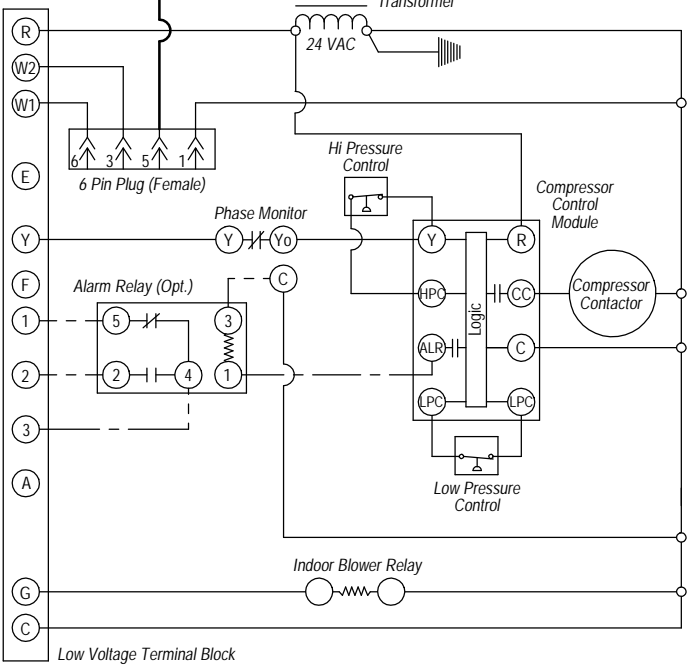 Transformer
R
24 VAC
W2
W1
6 3 5 1
6 Pin Plug (Female)
E
Hi Pressure
Control
Compressor
Control
Module
Phase Monitor
Y
Y
Yo
Y
R
F
Alarm Relay (Opt.)
C
HPC
CC
Compressor
Contactor
Logic
1
5
3
ALR
C
2
2
4
1
LPC
LPC
3
A
Low Pressure
Control
Indoor Blower Relay
G
C
Low Voltage Terminal Block